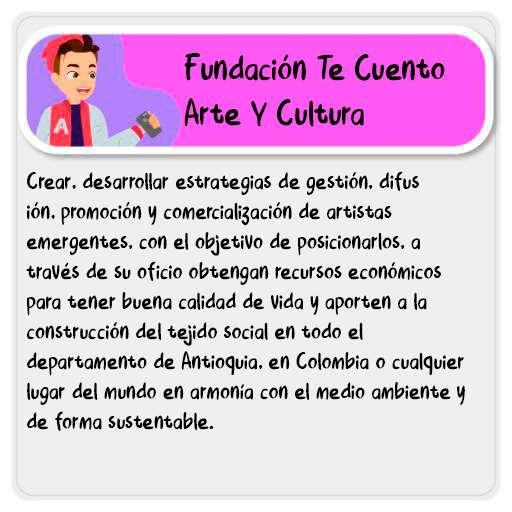 Fundación Te Cuento
Arte Y Cultura
A
Crear. desarrollar estrategias de gestión. difus
ión. promoción y comercialización de artistas
emergentes. con el objetivo de posicionarlos. a
través de su oficio obtengan recursos económicos
para tener buena calidad de vida y aporten a la
construcción del tejido social en todo el
departamento de Antioquia. en Colombia o cualquier
lugar del mundo en armonía con el medio ambiente y
de forma sustentable.